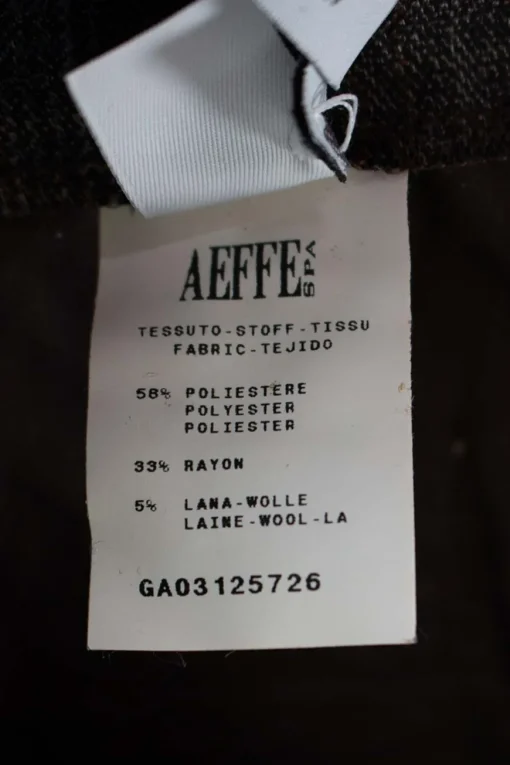 AEFFE SPA
TESSUTO-STOFF-TISSU
FABRIC-TEJIDO
58% POLIESTERE
POLYESTER
POLIESTER
33% RAYON
5% LANA-WOLLE
LAINE-WOOL-LA
GA03125726